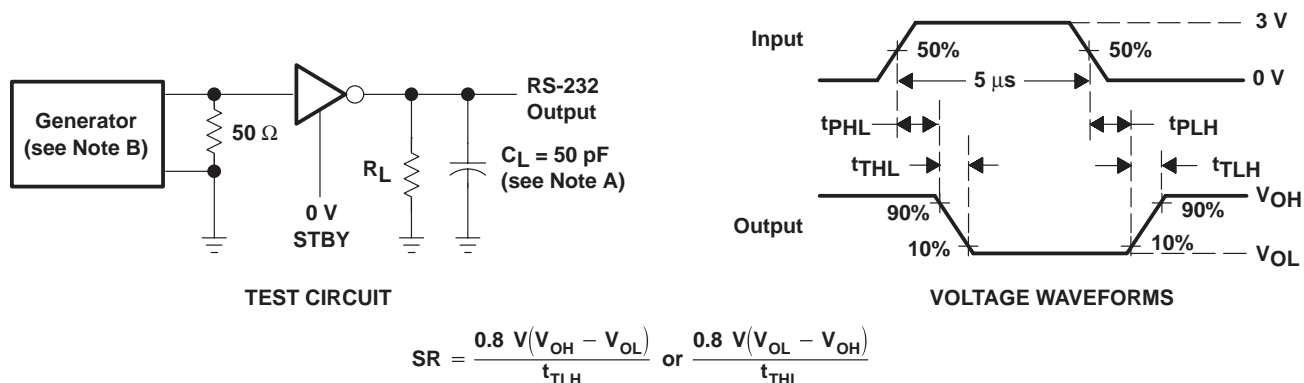 Generator
(see Note B)
50 Ω
0 V
STBY
R_L
C_L = 50 pF
(see Note A)
RS-232
Output
TEST CIRCUIT
Input
50%
50%
3 V
0 V
5 μs
t_PHL
t_PLH
t_THL
t_TLH
Output
90%
10%
90%
10%
V_OH
V_OL
VOLTAGE WAVEFORMS
SR = 0.8 V(V_OH − V_OL) / t_TLH or 0.8 V(V_OL − V_OH) / t_THL